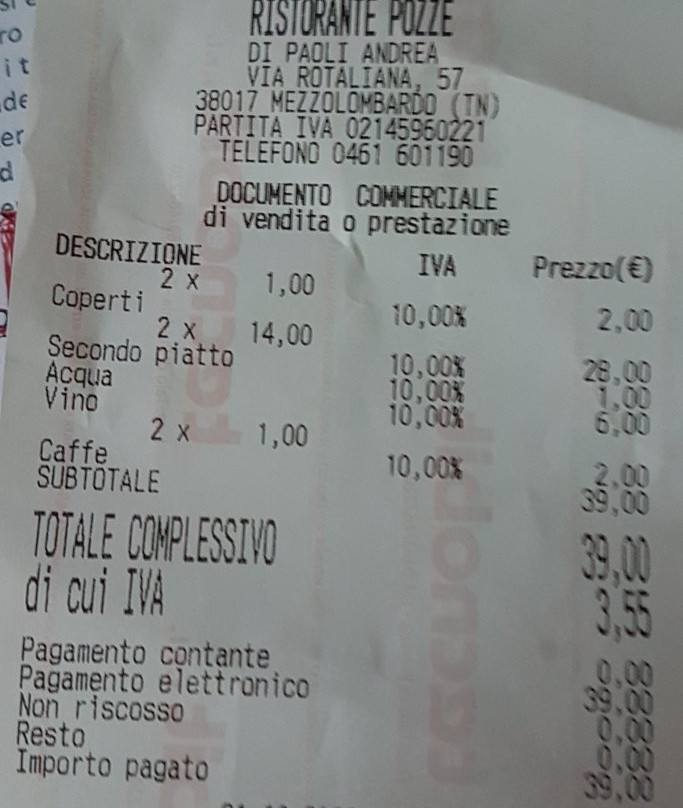 RISTORANTE POZZE
DI PAOLI ANDREA
VIA ROTALIANA, 57
38017 MEZZOLOMBARDO (TN)
PARTITA IVA 02145960221
TELEFONO 0461 601190
DOCUMENTO COMMERCIALE
di vendita o prestazione
DESCRIZIONE IVA Prezzo(€)
2 x 1,00
Coperti 10,00% 2,00
2 x 14,00
Secondo piatto 10,00% 28,00
Acqua 10,00% 1,00
Vino 10,00% 6,00
2 x 1,00
Caffe 10,00% 2,00
SUBTOTALE 39,00
TOTALE COMPLESSIVO 39,00
di cui IVA 3,55
Pagamento contante 0,00
Pagamento elettronico 39,00
Non riscosso 0,00
Resto 0,00
Importo pagato 39,00